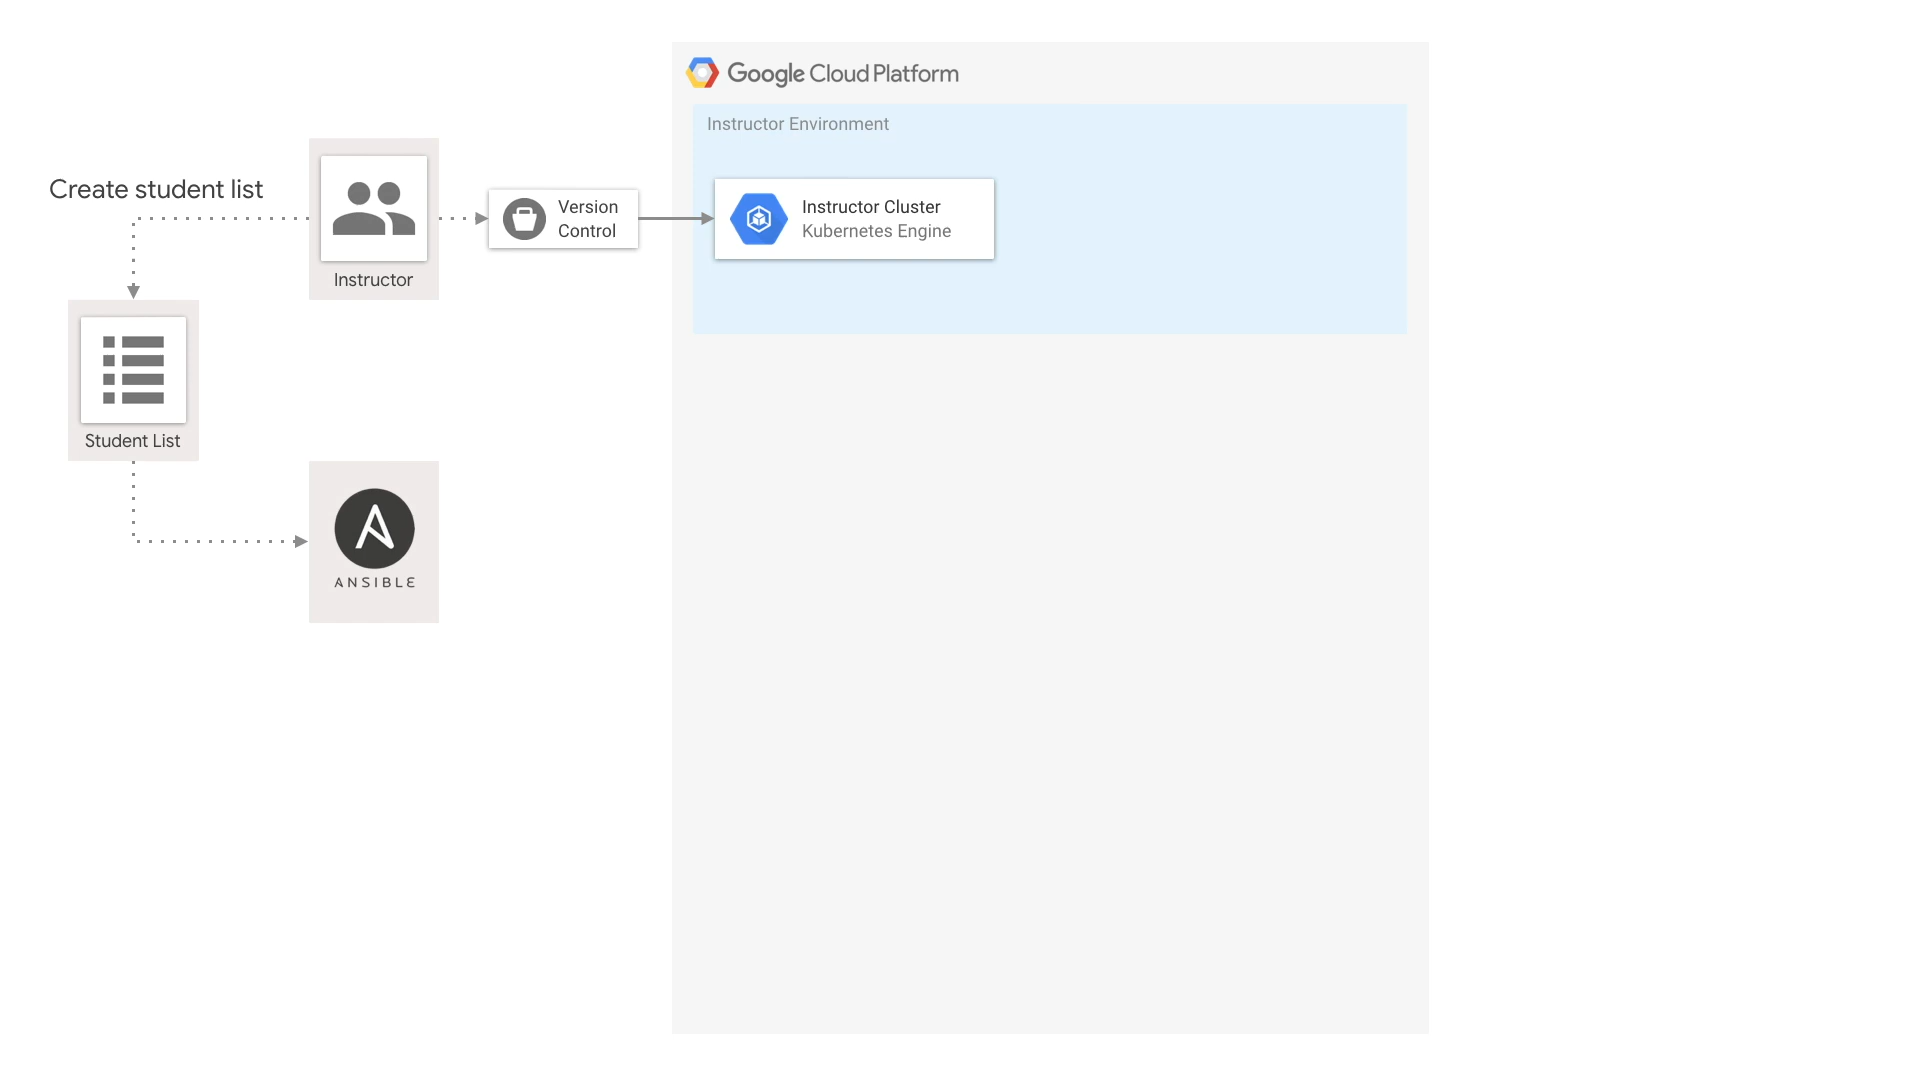 Google Cloud Platform
Instructor Environment
Create student list
Instructor
Version
Control
Instructor Cluster
Kubernetes Engine
Student List
ANSIBLE